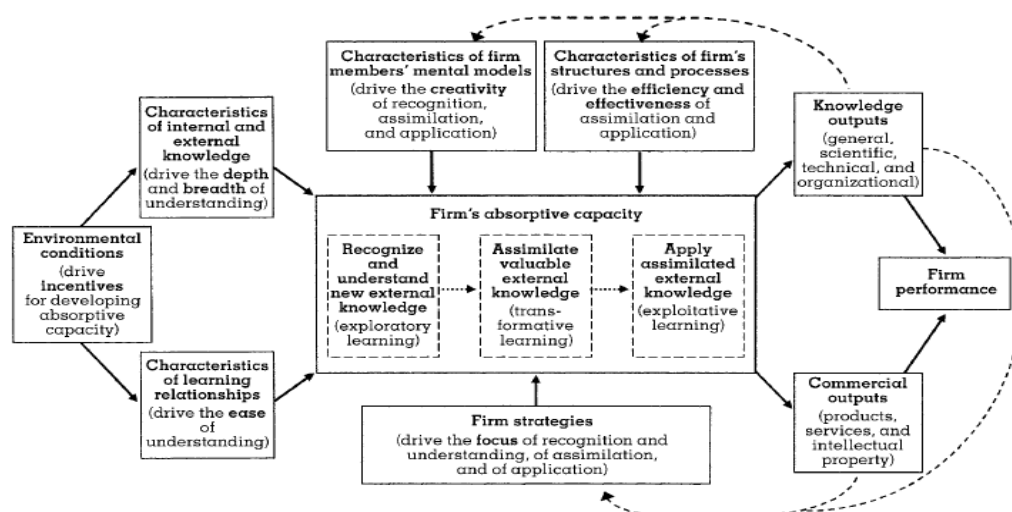 Characteristics of firm
members' mental models
(drive the creativity
of recognition,
assimilation,
and application)
Characteristics of firm's
structures and processes
(drive the efficiency and
effectiveness of
assimilation and
application)
Characteristics
of internal and
external knowledge
(drive the depth
and breadth of
understanding)
Knowledge
outputs
(general,
scientific,
technical, and
organizational)
Environmental
conditions
(drive
incentives
for developing
absorptive
capacity)
Firm's absorptive capacity
Recognize
and
understand
new external
knowledge
(exploratory
learning)
Assimilate
valuable
external
knowledge
(trans-
formative
learning)
Apply
assimilated
external
knowledge
(exploitative
learning)
Firm
performance
Characteristics
of learning
relationships
(drive the ease of
understanding)
Firm strategies
(drive the focus of recognition and
understanding, of assimilation,
and of application)
Commercial
outputs
(products,
services, and
intellectual
property)